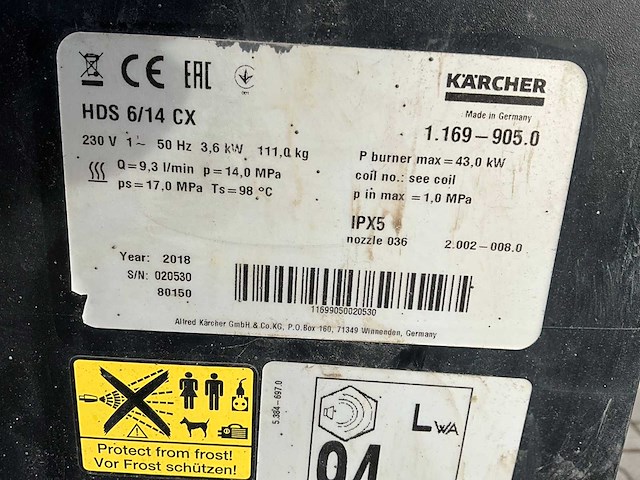 CE EAC
KÄRCHER
Made in Germany
HDS 6/14 CX
1.169-905.0
230 V 1~ 50 Hz 3,6 kW 111,0 kg
Q=9,3 l/min p=14,0 MPa
ps=17,0 MPa Ts=98 °C
P burner max=43,0 kW
coil no.: see coil
p in max=1,0 MPa
IPX5
nozzle 036 2.002-008.0
Year: 2018
S/N: 020530
80150
11699050020530
Alfred Kärcher GmbH & Co.KG, P.O.Box 160, 71349 Winnenden, Germany
Protect from frost!
Vor Frost schützen!
5.384-697.0
LWA
94